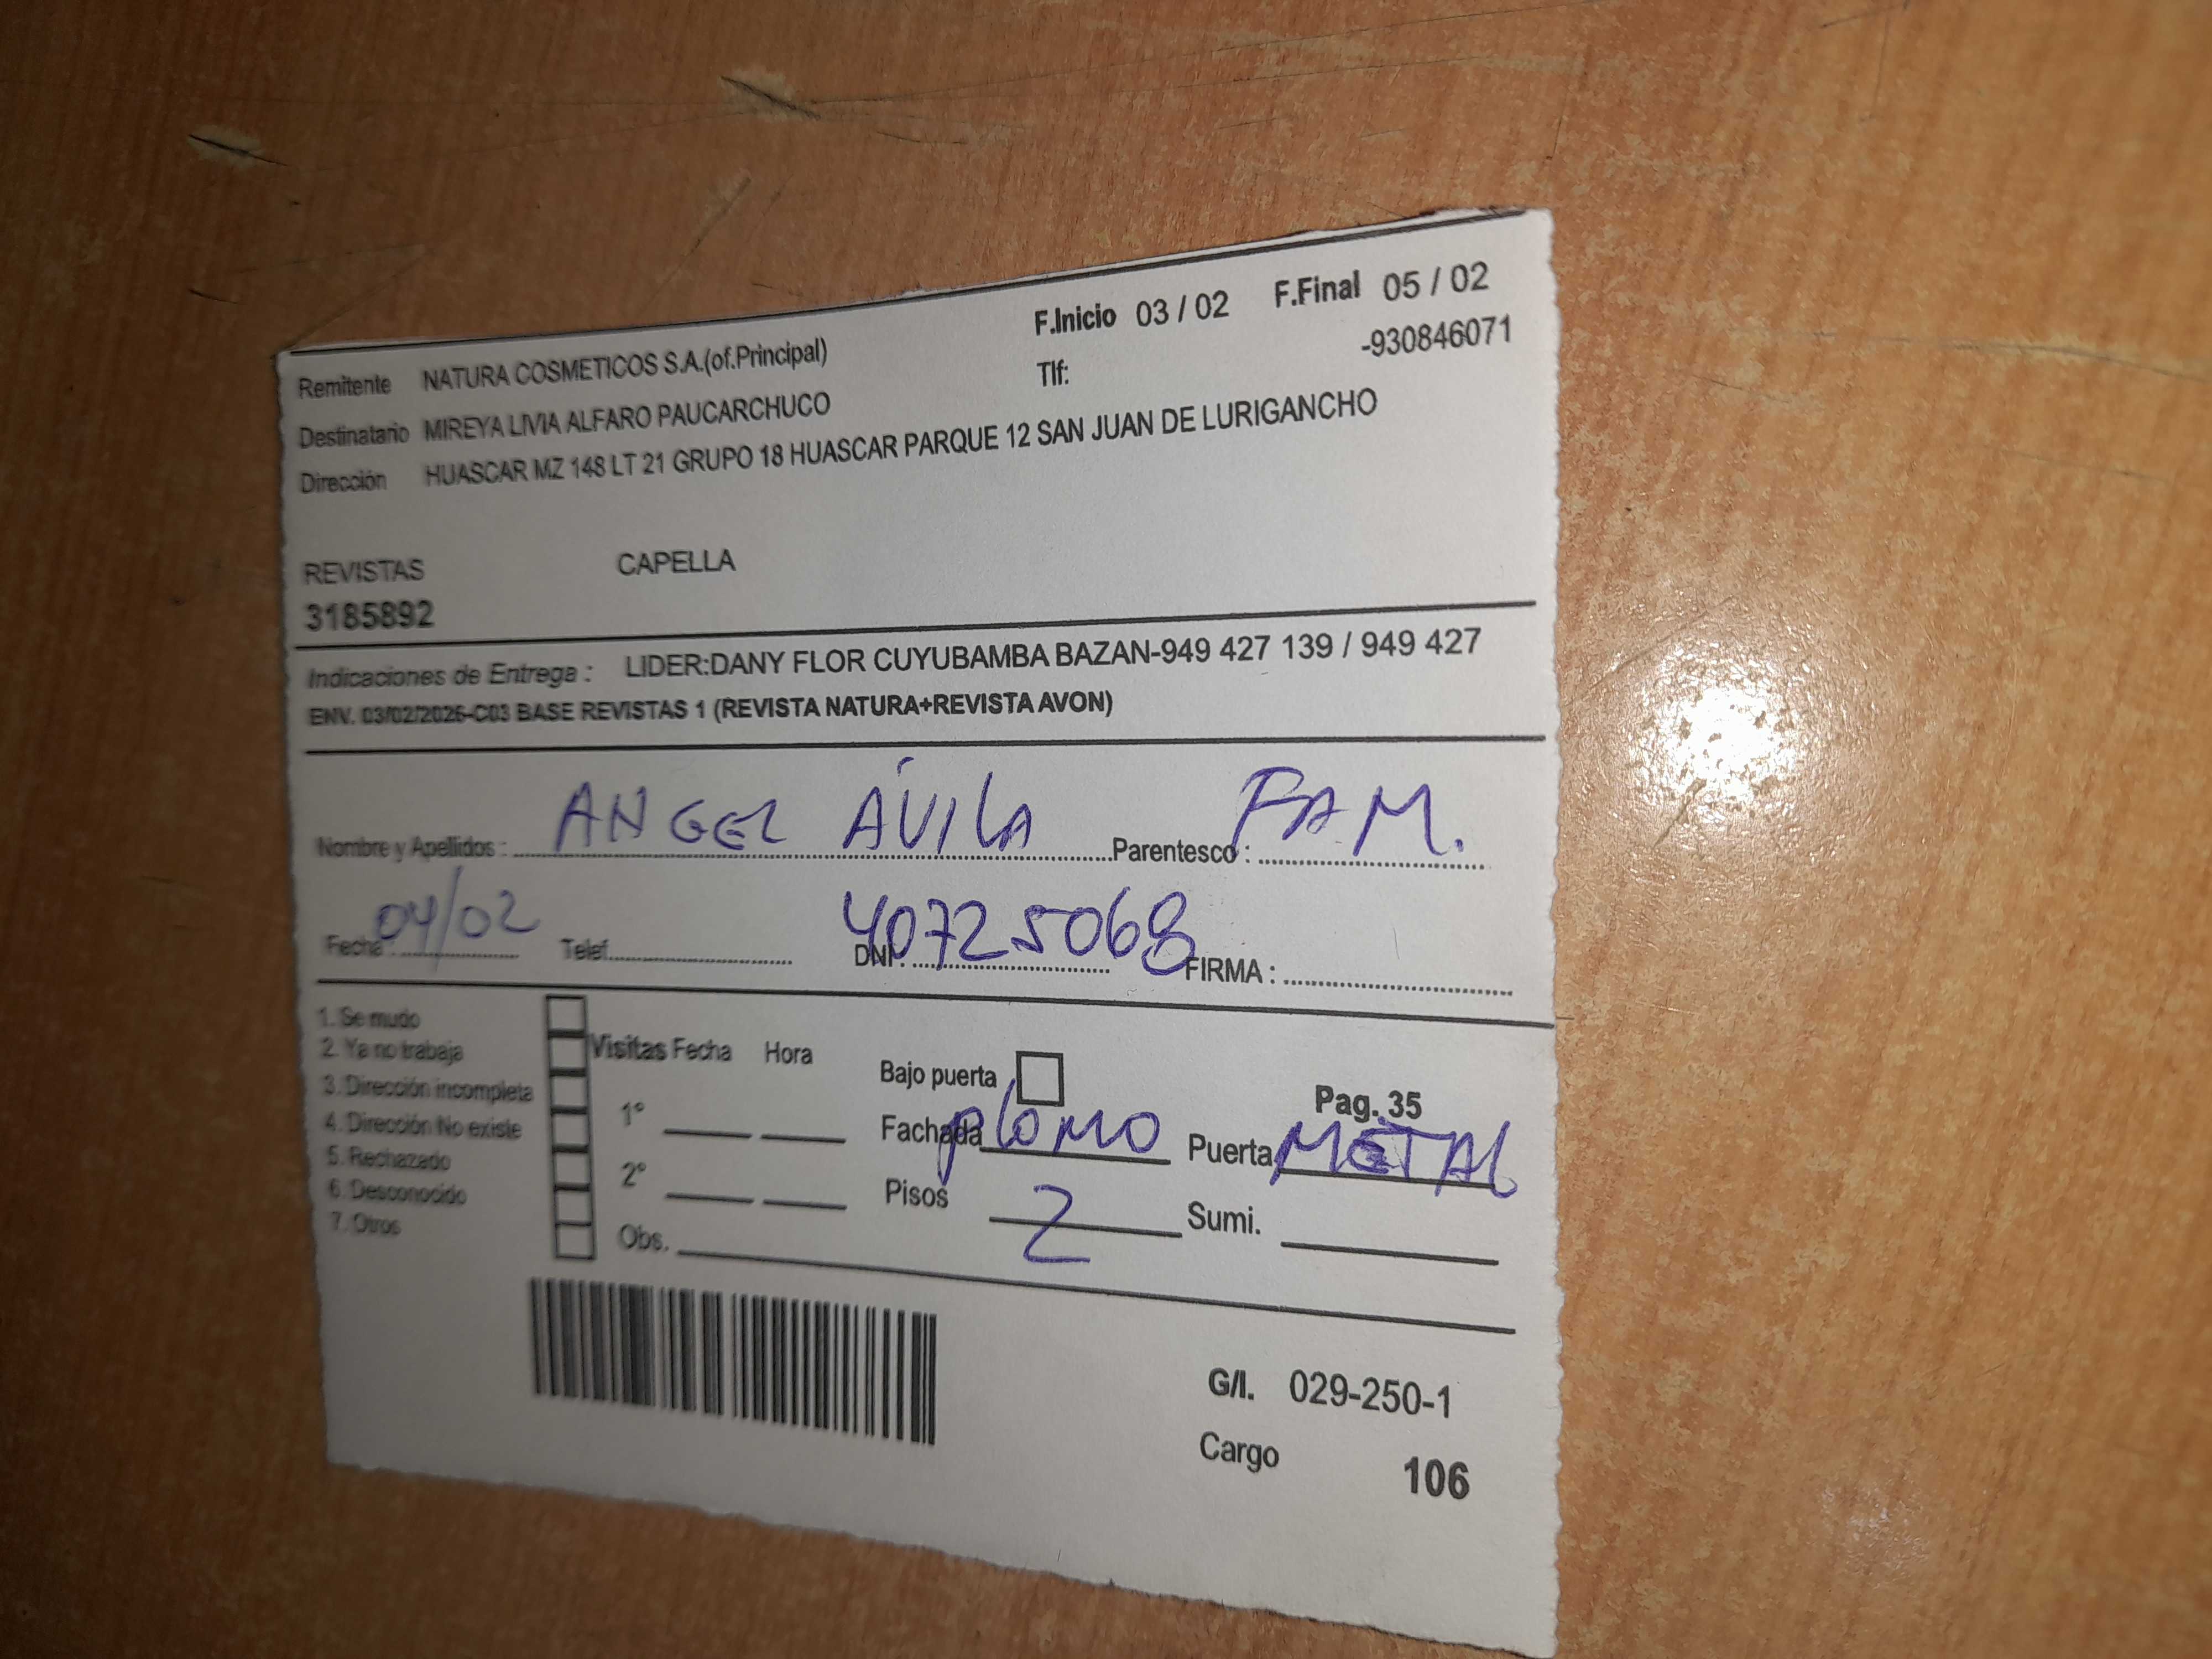 F.Inicio 03 / 02 F.Final 05 / 02
Remitente NATURA COSMETICOS S.A.(of.Principal) Tlf: -930846071
Destinatario MIREYA LIVIA ALFARO PAUCARCHUCO
Dirección HUASCAR MZ 148 LT 21 GRUPO 18 HUASCAR PARQUE 12 SAN JUAN DE LURIGANCHO
REVISTAS CAPELLA
3185892
Indicaciones de Entrega : LIDER:DANY FLOR CUYUBAMBA BAZAN-949 427 139 / 949 427
ENV. 03/02/2026-C03 BASE REVISTAS 1 (REVISTA NATURA+REVISTA AVON)
Nombre y Apellidos : ANGEL ÁVILA Parentesco : FAM.
Fecha : 04/02 Telef. DNI : 40725068 FIRMA :
1. Se mudo
2. Ya no trabaja
3. Dirección incompleta
4. Dirección No existe
5. Rechazado
6. Desconocido
7. Otros
Visitas Fecha Hora
1°
2°
Obs.
Bajo puerta
Pag. 35
Fachada plomo Puerta METAL
Pisos 2 Sumi.
G/I. 029-250-1
Cargo 106